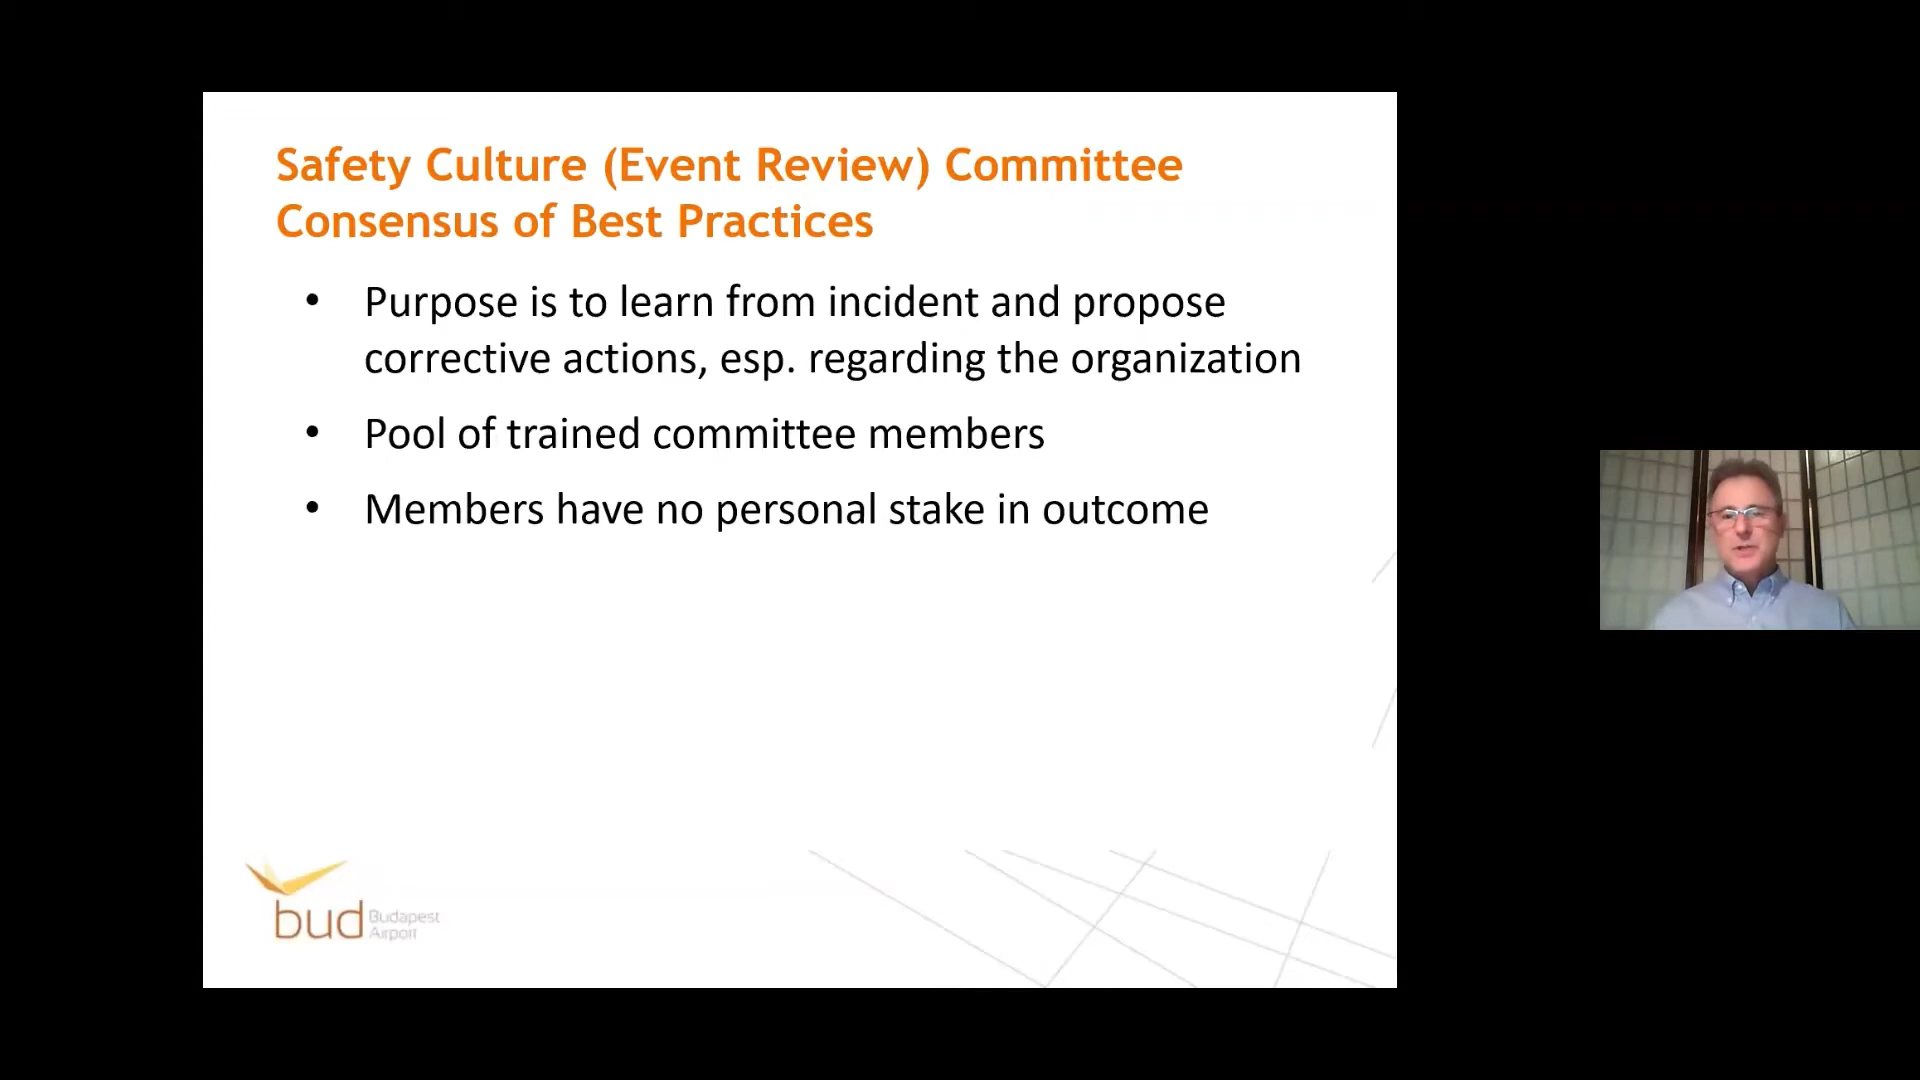 Safety Culture (Event Review) Committee
Consensus of Best Practices
• Purpose is to learn from incident and propose
corrective actions, esp. regarding the organization
• Pool of trained committee members
• Members have no personal stake in outcome
bud Budapest
Airport